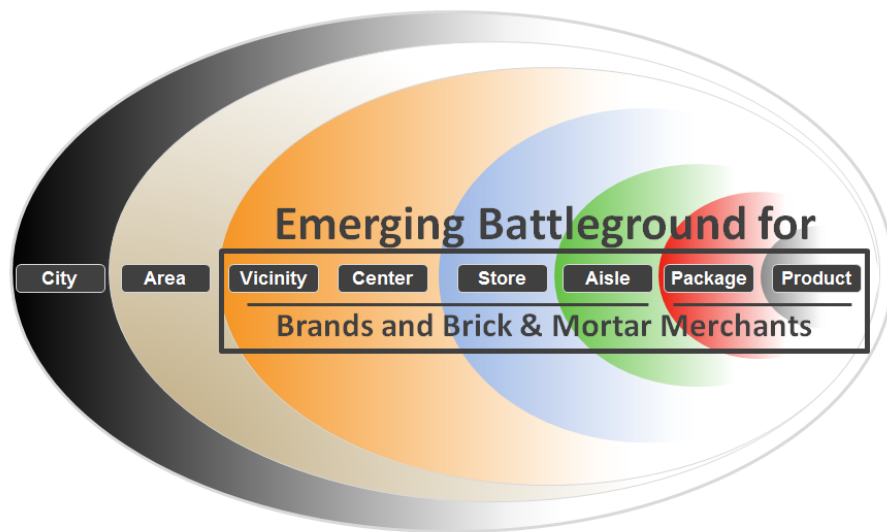 Emerging Battleground for
City Area Vicinity Center Store Aisle Package Product
Brands and Brick & Mortar Merchants